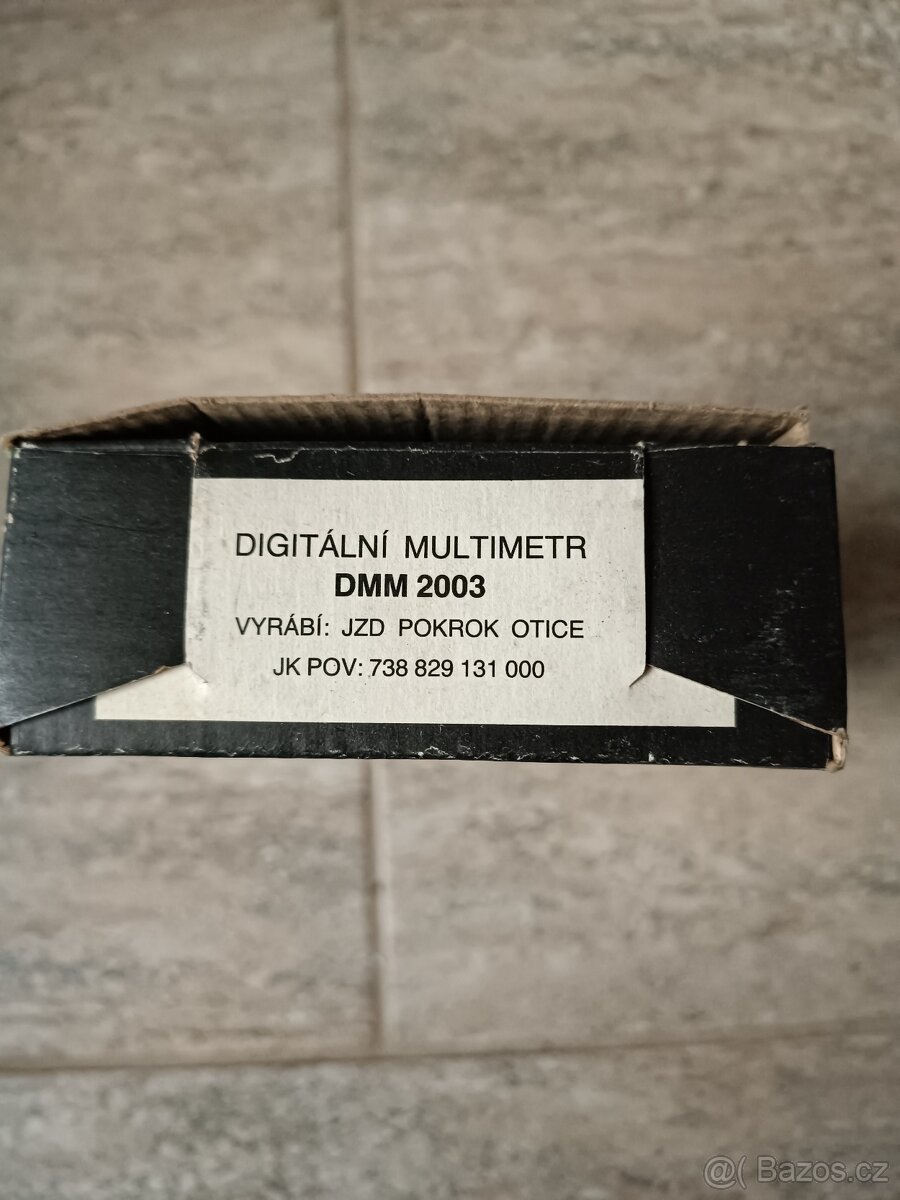 DIGITÁLNÍ MULTIMETR
DMM 2003
VYRÁBÍ: JZD POKROK OTICE
JK POV: 738 829 131 000
@( Bazos.cz